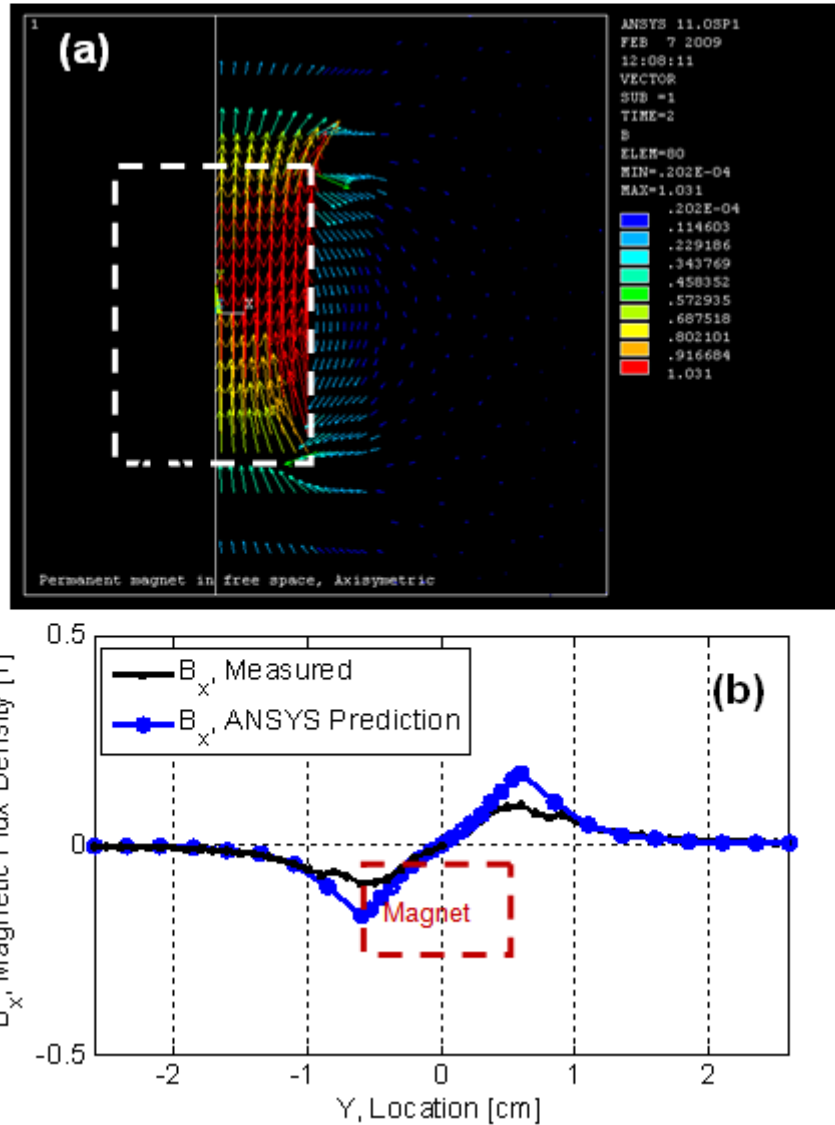 1
(a)
ANSYS 11.0SP1
FEB 7 2009
12:08:11
VECTOR
SUB =1
TIME=2
B
ELEM=80
MIN=.202E-04
MAX=1.031
.202E-04
.114603
.229186
.343769
.458352
.572935
.687518
.802101
.916684
1.031
Y
X
Permanent magnet in free space, Axisymetric
0.5
0
-0.5
Bx, Magnetic Flux Density [T]
Bx, Measured
Bx, ANSYS Prediction
(b)
Magnet
-2
-1
0
1
2
Y, Location [cm]